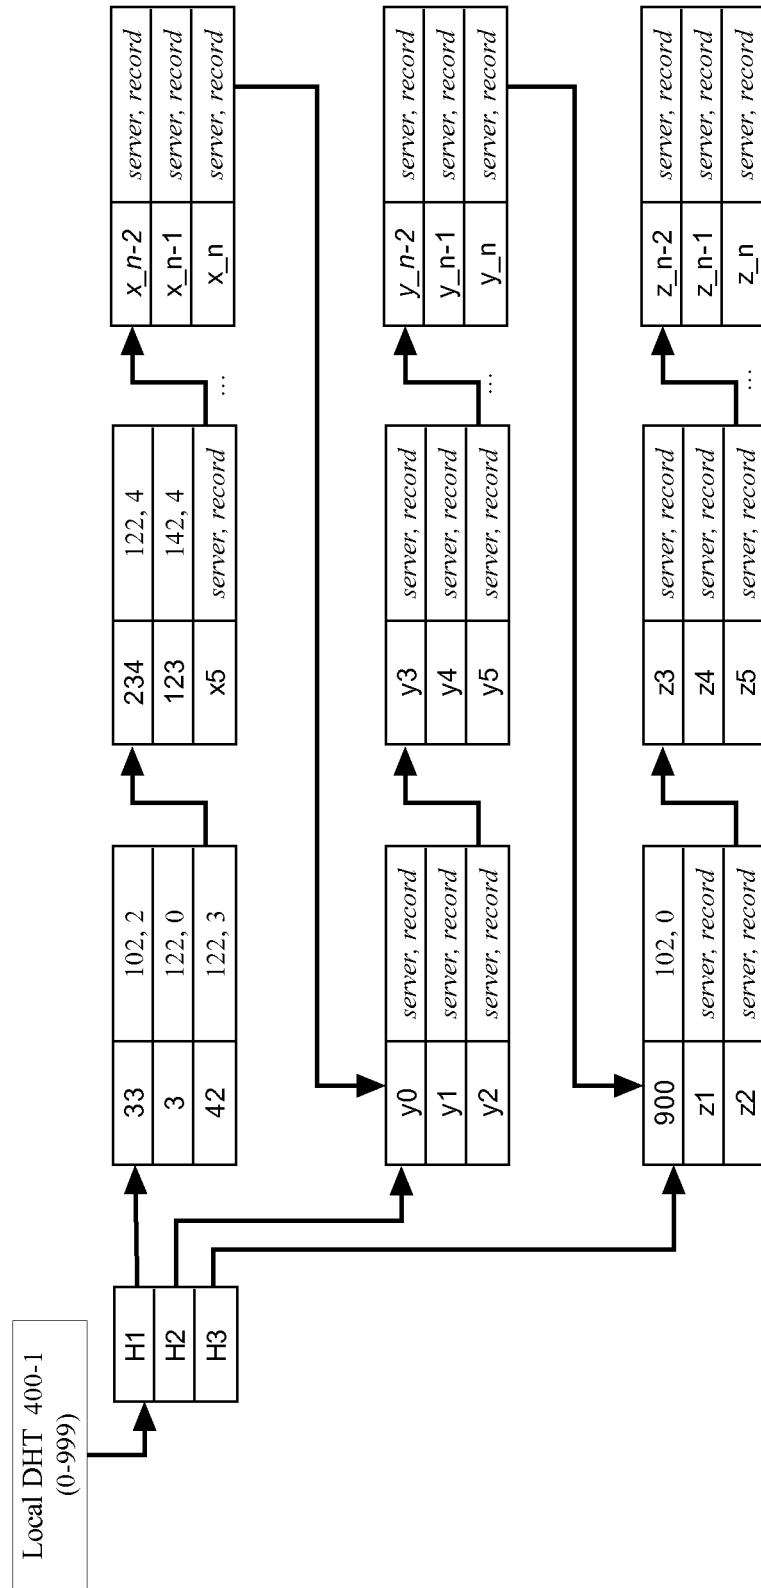 Local DHT 400-1
(0-999)
H1
H2
H3
33 102, 2
3 122, 0
42 122, 3
234 122, 4
123 142, 4
x5 server, record
...
x_n-2 server, record
x_n-1 server, record
x_n server, record
y0 server, record
y1 server, record
y2 server, record
y3 server, record
y4 server, record
y5 server, record
...
y_n-2 server, record
y_n-1 server, record
y_n server, record
900 102, 0
z1 server, record
z2 server, record
z3 server, record
z4 server, record
z5 server, record
...
z_n-2 server, record
z_n-1 server, record
z_n server, record